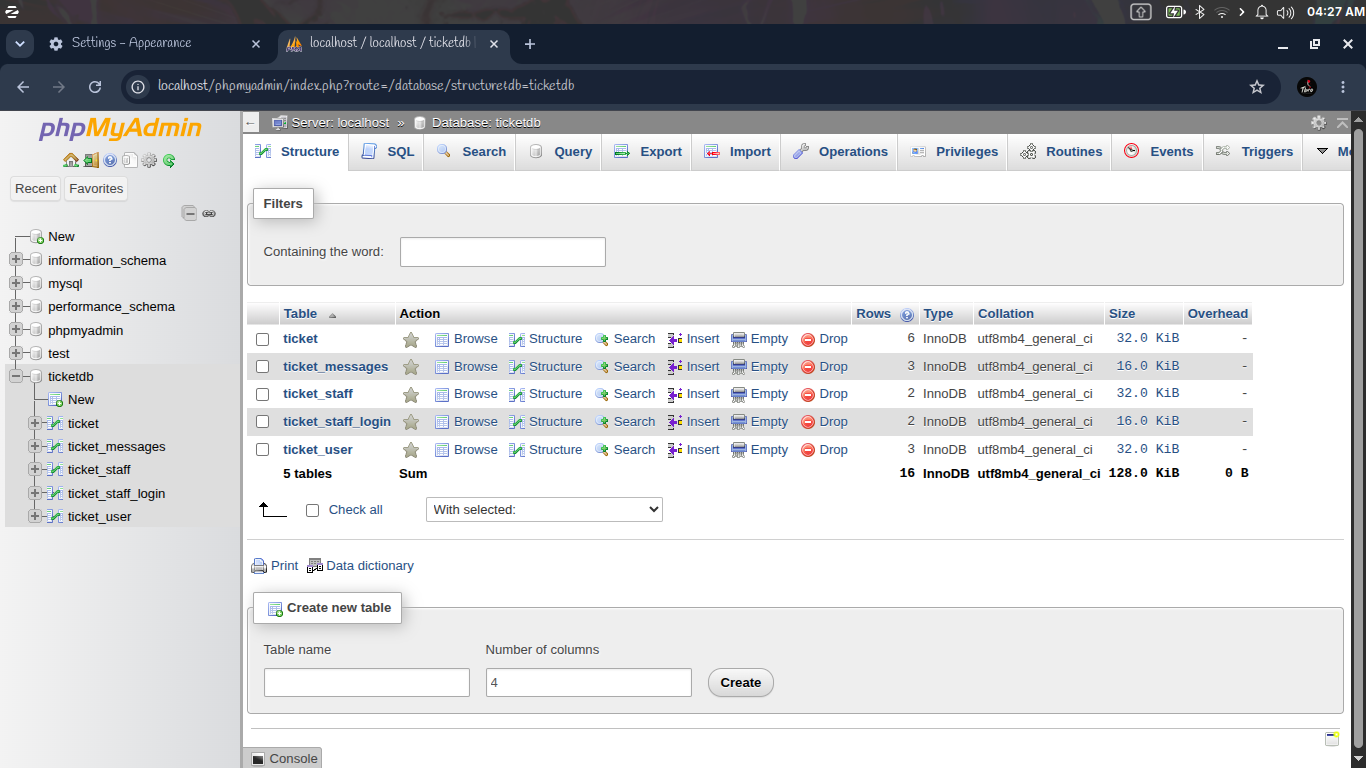 04:27 AM
Settings - Appearance
localhost / localhost / ticketdb
localhost/phpmyadmin/index.php?route=/database/structure&db=ticketdb
phpMyAdmin
Recent
Favorites
New
information_schema
mysql
performance_schema
phpmyadmin
test
ticketdb
New
ticket
ticket_messages
ticket_staff
ticket_staff_login
ticket_user
Server: localhost » Database: ticketdb
Structure SQL Search Query Export Import Operations Privileges Routines Events Triggers Mo
Filters
Containing the word:
Table Action Rows Type Collation Size Overhead
ticket Browse Structure Search Insert Empty Drop 6 InnoDB utf8mb4_general_ci 32.0 KiB -
ticket_messages Browse Structure Search Insert Empty Drop 3 InnoDB utf8mb4_general_ci 16.0 KiB -
ticket_staff Browse Structure Search Insert Empty Drop 2 InnoDB utf8mb4_general_ci 32.0 KiB -
ticket_staff_login Browse Structure Search Insert Empty Drop 2 InnoDB utf8mb4_general_ci 16.0 KiB -
ticket_user Browse Structure Search Insert Empty Drop 3 InnoDB utf8mb4_general_ci 32.0 KiB -
5 tables Sum 16 InnoDB utf8mb4_general_ci 128.0 KiB 0 B
Check all With selected:
Print Data dictionary
Create new table
Table name Number of columns
4 Create
Console